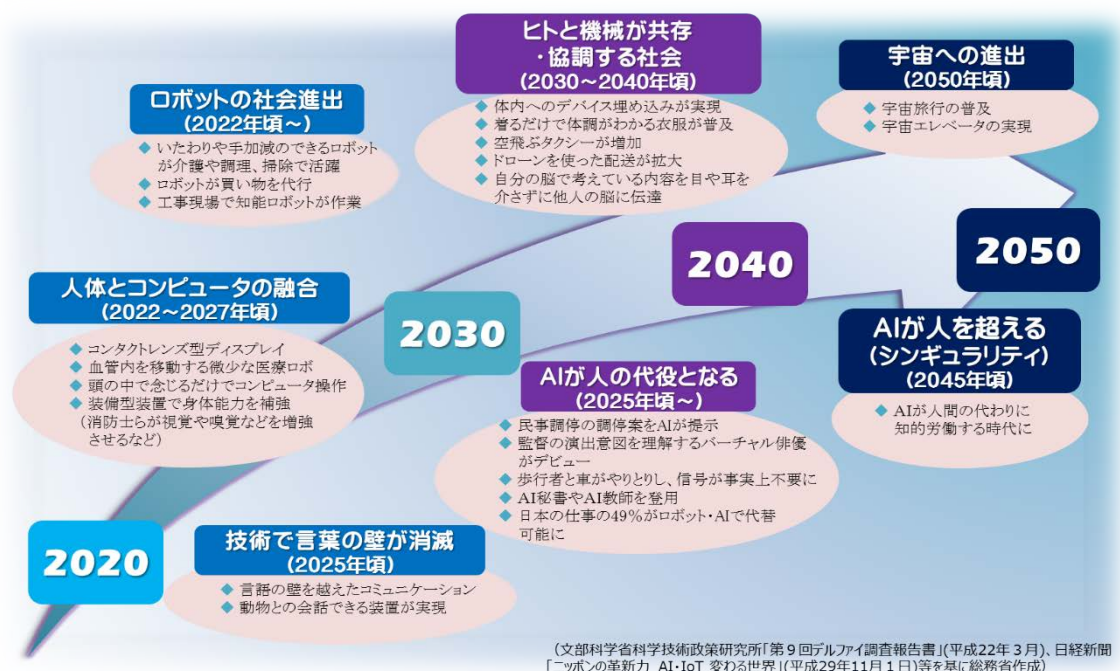 ヒトと機械が共存
・協調する社会
(2030~2040年頃)
◆ 体内へのデバイス埋め込みが実現
◆ 着るだけで体調がわかる衣服が普及
◆ 空飛ぶタクシーが増加
◆ ドローンを使った配送が拡大
◆ 自分の脳で考えている内容を目や耳を
介さずに他人の脳に伝達
宇宙への進出
(2050年頃)
◆ 宇宙旅行の普及
◆ 宇宙エレベータの実現
ロボットの社会進出
(2022年頃~)
◆ いたわりや手加減のできるロボット
が介護や調理、掃除で活躍
◆ ロボットが買い物を代行
◆ 工事現場で知能ロボットが作業
2050
2040
人体とコンピュータの融合
(2022~2027年頃)
◆ コンタクトレンズ型ディスプレイ
◆ 血管内を移動する微少な医療ロボ
◆ 頭の中で念じるだけでコンピュータ操作
◆ 装備型装置で身体能力を補強
(消防士らが視覚や嗅覚などを増強
させるなど)
2030
AIが人の代役となる
(2025年頃~)
◆ 民事調停の調停案をAIが提示
◆ 監督の演出意図を理解するバーチャル俳優
がデビュー
◆ 歩行者と車がやりとりし、信号が事実上不要に
◆ AI秘書やAI教師を登用
◆ 日本の仕事の49%がロボット・AIで代替
可能に
AIが人を超える
(シンギュラリティ)
(2045年頃)
◆ AIが人間の代わりに
知的労働する時代に
2020
技術で言葉の壁が消滅
(2025年頃)
◆ 言語の壁を越えたコミュニケーション
◆ 動物との会話できる装置が実現
(文部科学省科学技術政策研究所「第9回デルファイ調査報告書」(平成22年3月)、日経新聞
「ニッポンの革新力 AI・IoT 変わる世界」(平成29年11月1日)等を基に総務省作成)